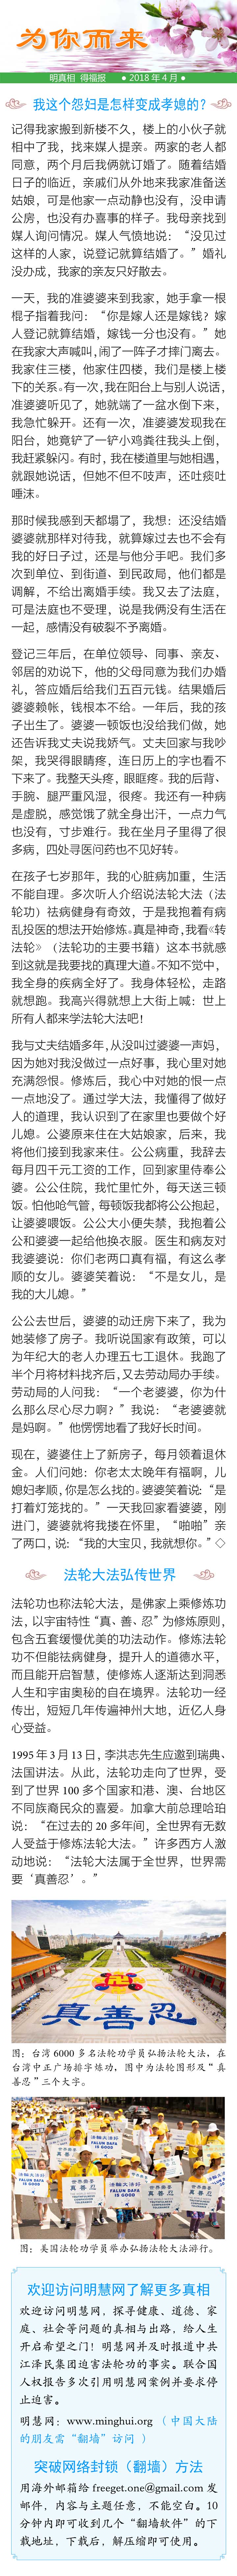 为你而来
明真相 得福报 ●2018年4月●
我这个怨妇是怎样变成孝媳的？
记得我家搬到新楼不久，楼上的小伙子就
相中了我，找来媒人提亲。两家的老人都
同意，两个月后我俩就订婚了。随着结婚
日子的临近，亲戚们从外地来我家准备送
姑娘，可是他家一点动静也没有，没申请
公房，也没有办喜事的样子。我母亲找到
媒人询问情况。媒人气愤地说：“没见过
这样的人家，说登记就算结婚了。”婚礼
没办成，我家的亲友只好散去。
一天，我的准婆婆来到我家，她手拿一根
棍子指着我问：“你是嫁人还是嫁钱？嫁
人登记就算结婚，嫁钱一分也没有。”她
在我家大声喊叫，闹了一阵子才摔门离去。
我家住三楼，他家住四楼，我们是楼上楼
下的关系。有一次，我在阳台上与别人说话，
准婆婆听见了，她就端了一盆水倒下来，
我急忙躲开。还有一次，准婆婆发现我在
阳台，她竟铲了一铲小鸡粪往我头上倒，
我赶紧躲闪。有时，我在楼道里与她相遇，
就跟她说话，但她不但不吱声，还吐痰吐
唾沫。
那时候我感到天都塌了，我想：还没结婚
婆婆就那样对待我，就算嫁过去也不会有
我的好日子过，还是与他分手吧。我们多
次到单位、到街道、到民政局，他们都是
调解，不给出离婚手续。我又去了法庭，
可是法庭也不受理，说是我俩没有生活在
一起，感情没有破裂不予离婚。
登记三年后，在单位领导、同事、亲友、
邻居的劝说下，他的父母同意为我们办婚
礼，答应婚后给我们五百元钱。结果婚后
婆婆赖帐，钱根本不给。一年后，我的孩
子出生了。婆婆一顿饭也没给我们做，她
还告诉我丈夫说我娇气。丈夫回家与我吵
架，我哭得眼睛疼，连日历上的字也看不
下来了。我整天头疼，眼眶疼。我的后背、
手腕、腿严重风湿，很疼。我还有一种病
是虚脱，感觉饿了就全身出汗，一点力气
也没有，寸步难行。我在坐月子里得了很
多病，四处寻医问药也不见好转。
在孩子七岁那年，我的心脏病加重，生活
不能自理。多次听人介绍说法轮大法（法
轮功）祛病健身有奇效，于是我抱着有病
乱投医的想法开始修炼。真是神奇，我看《转
法轮》（法轮功的主要书籍）这本书就感
到这就是我要找的真理大道。不知不觉中，
我全身的疾病全好了。我身体轻松，走路
就想跑。我高兴得就想上大街上喊：世上
所有人都来学法轮大法吧！
我与丈夫结婚多年，从没叫过婆婆一声妈，
因为她对我没做过一点好事，我心里对她
充满怨恨。修炼后，我心中对她的恨一点
一点地没了。通过学大法，我懂得了做好
人的道理，我认识到了在家里也要做个好
儿媳。公婆原来住在大姑娘家，后来，我
将他们接到我家来住。公公病重，我辞去
每月四千元工资的工作，回到家里侍奉公
婆。公公住院，我忙里忙外，每天送三顿
饭。怕他呛气管，每顿饭我都将公公抱起，
让婆婆喂饭。公公大小便失禁，我抱着公
公和婆婆一起给他换衣服。医生和病友对
我婆婆说：你们老两口真有福，有这么孝
顺的女儿。婆婆笑着说：“不是女儿，是
我的大儿媳。”
公公去世后，婆婆的动迁房下来了，我为
她装修了房子。我听说国家有政策，可以
为年纪大的老人办理五七工退休。我跑了
半个月将材料找齐后，又去劳动局办手续。
劳动局的人问我：“一个老婆婆，你为什
么那么尽心尽力啊？”我说：“老婆婆就
是妈啊。”他愣愣地看了我好长时间。
现在，婆婆住上了新房子，每月领着退休
金。人们问她：你老太太晚年有福啊，儿
媳妇孝顺，你是怎么找的。婆婆笑着说：“是
打着灯笼找的。”一天我回家看婆婆，刚
进门，婆婆就将我搂在怀里，“啪啪”亲
了两口，说：“我的大宝贝，我就想你。”◇
法轮大法弘传世界
法轮功也称法轮大法，是佛家上乘修炼功
法，以宇宙特性“真、善、忍”为修炼原则，
包含五套缓慢优美的功法动作。修炼法轮
功不但能祛病健身，提升人的道德水平，
而且能开启智慧，使修炼人逐渐达到洞悉
人生和宇宙奥秘的自在境界。法轮功一经
传出，短短几年传遍神州大地，近亿人身
心受益。
1995年3月13日，李洪志先生应邀到瑞典、
法国讲法。从此，法轮功走向了世界，受
到了世界100多个国家和港、澳、台地区
不同族裔民众的喜爱。加拿大前总理哈珀
说：“在过去的20多年间，全世界有无数
人受益于修炼法轮大法。”许多西方人激
动地说：“法轮大法属于全世界，世界需
要‘真善忍’。”
真善忍
图：台湾6000多名法轮功学员弘扬法轮大法，在
台湾中正广场排字炼功，图中为法轮图形及“真
善忍”三个大字。
FALUN DAFA
IS GOOD
图：美国法轮功学员举办弘扬法轮大法游行。
欢迎访问明慧网了解更多真相
欢迎访问明慧网，探寻健康、道德、家
庭、社会等问题的真相与出路，给人生
开启希望之门！明慧网并及时报道中共
江泽民集团迫害法轮功的事实。联合国
人权报告多次引用明慧网案例并要求停
止迫害。
明慧网：www.minghui.org（中国大陆
的朋友需“翻墙”访问）
突破网络封锁（翻墙）方法
用海外邮箱给freeget.one@gmail.com发
邮件，内容与主题任意，不能空白。10
分钟内即可收到几个“翻墙软件”的下
载地址，下载后，解压缩即可使用。